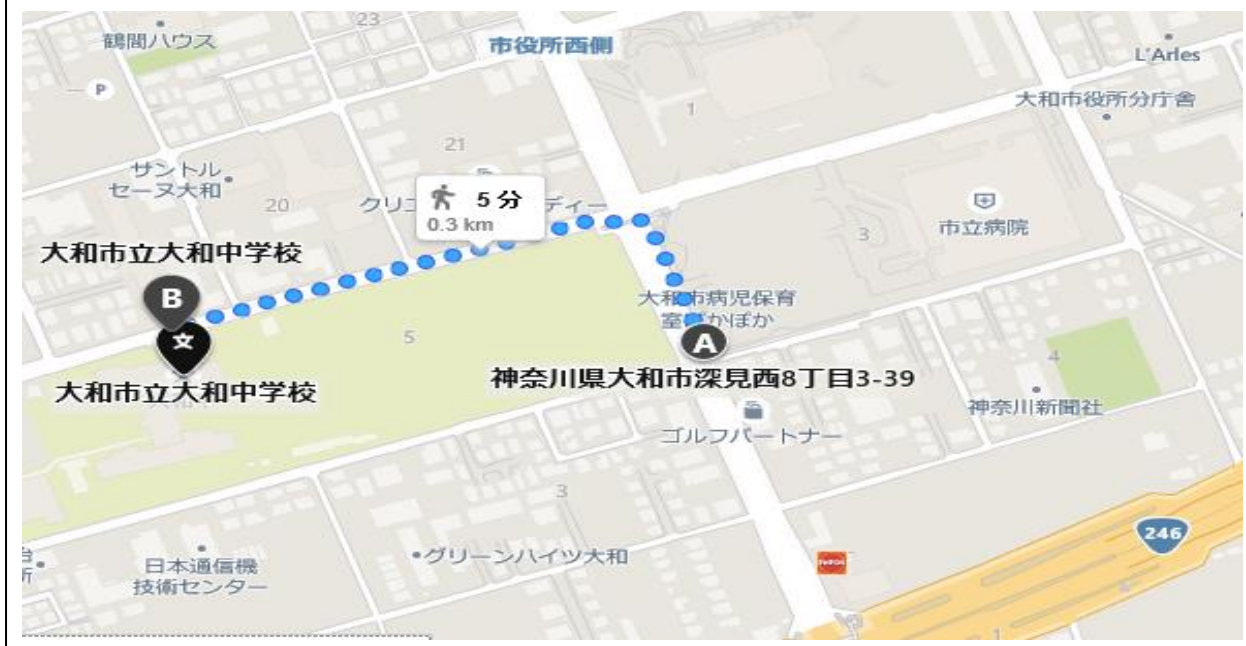 23
鶴間ハウス
市役所西側
L'Arles
P
1
大和市役所分庁舎
21
サントル
セーヌ大和
20
5 分
0.3 km
ディー
3
市立病院
大和市立大和中学校
B
大和市病児保育
文
5
A
4
大和市立大和中学校
神奈川県大和市深見西8丁目3-39
神奈川新聞社
ゴルフパートナー
3
246
日本通信機
技術センター
グリーンハイツ大和
1